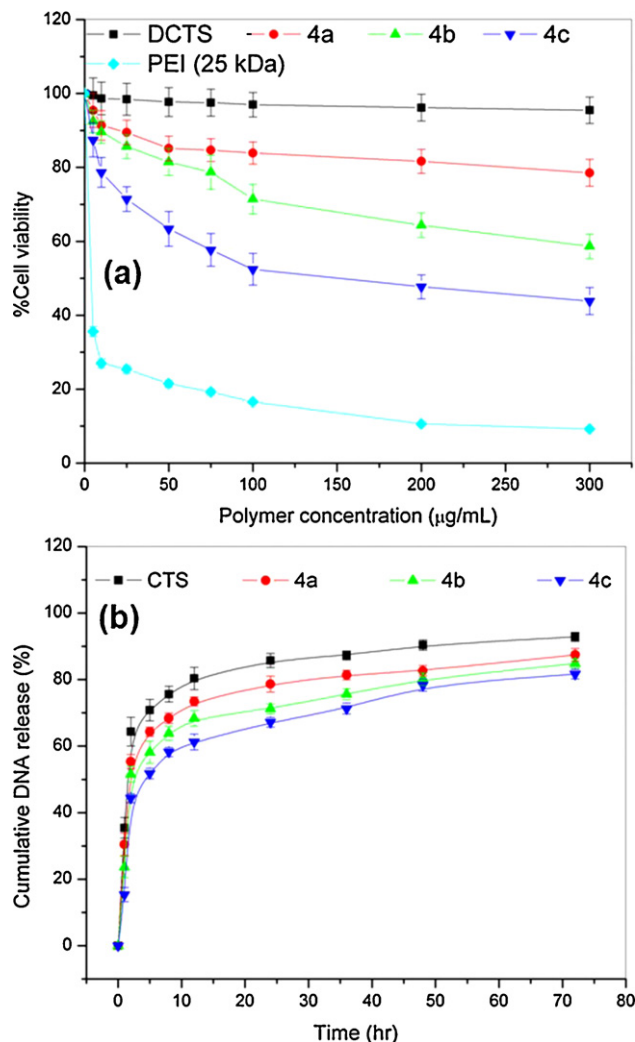 120
DCTS 4a 4b 4c
PEI (25 kDa)
100
80
60
40
20
0
%Cell viability
(a)
0 50 100 150 200 250 300
Polymer concentration (µg/mL)
120
CTS 4a 4b 4c
(b)
100
80
60
40
20
0
Cumulative DNA release (%)
0 10 20 30 40 50 60 70 80
Time (hr)